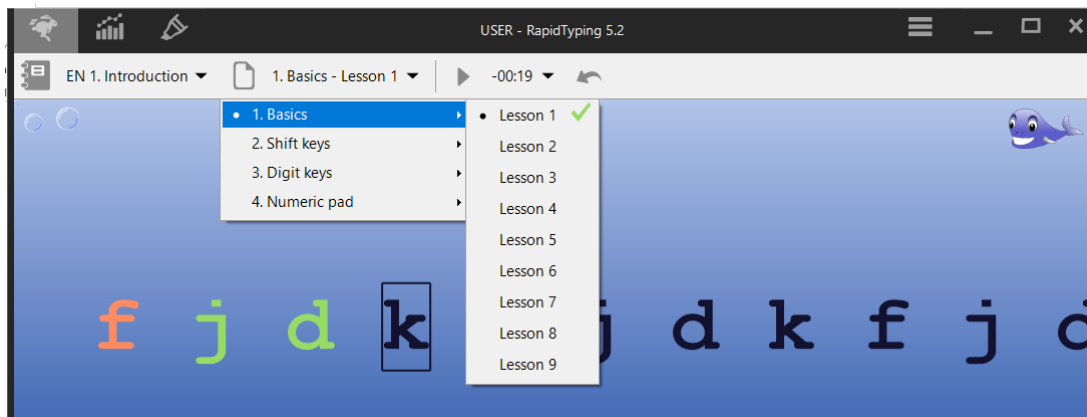 USER - RapidTyping 5.2
EN 1. Introduction 1. Basics - Lesson 1 -00:19
1. Basics
2. Shift keys
3. Digit keys
4. Numeric pad
Lesson 1
Lesson 2
Lesson 3
Lesson 4
Lesson 5
Lesson 6
Lesson 7
Lesson 8
Lesson 9
f j d k j d k f j d